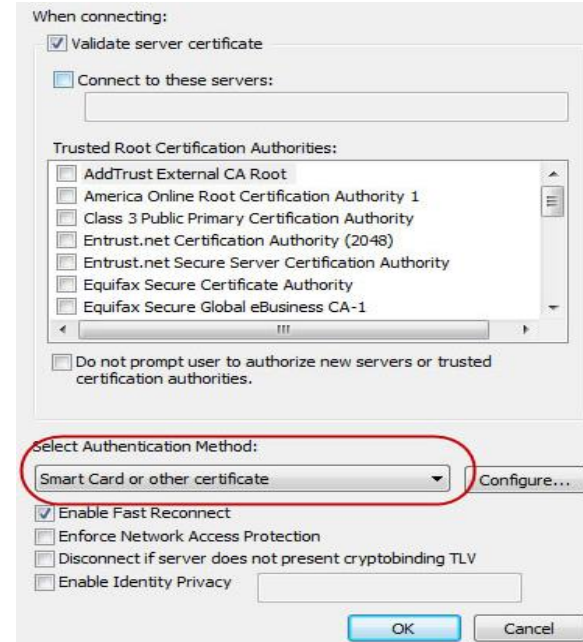 When connecting:
Validate server certificate
Connect to these servers:
Trusted Root Certification Authorities:
AddTrust External CA Root
America Online Root Certification Authority 1
Class 3 Public Primary Certification Authority
Entrust.net Certification Authority (2048)
Entrust.net Secure Server Certification Authority
Equifax Secure Certificate Authority
Equifax Secure Global eBusiness CA-1
Do not prompt user to authorize new servers or trusted
certification authorities.
Select Authentication Method:
Smart Card or other certificate
Configure...
Enable Fast Reconnect
Enforce Network Access Protection
Disconnect if server does not present cryptobinding TLV
Enable Identity Privacy
OK
Cancel